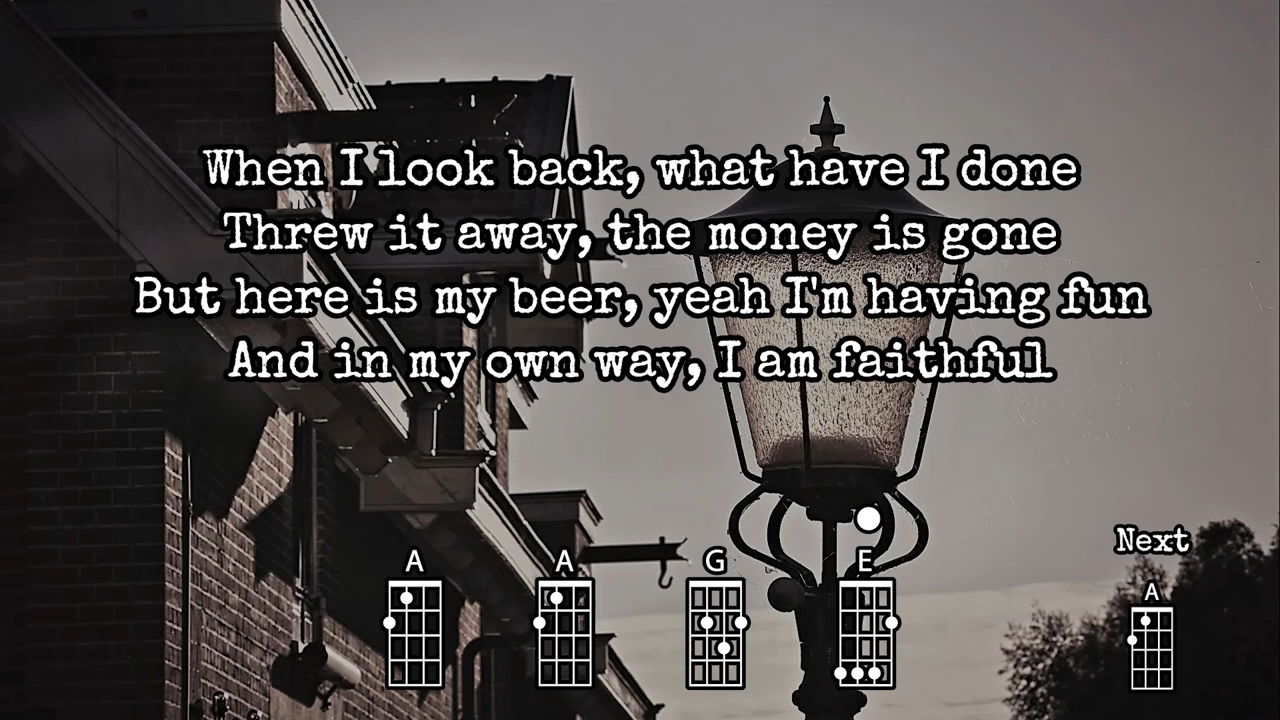 When I look back, what have I done
Threw it away, the money is gone
But here is my beer, yeah I'm having fun
And in my own way, I am faithful
Next
A A G E A